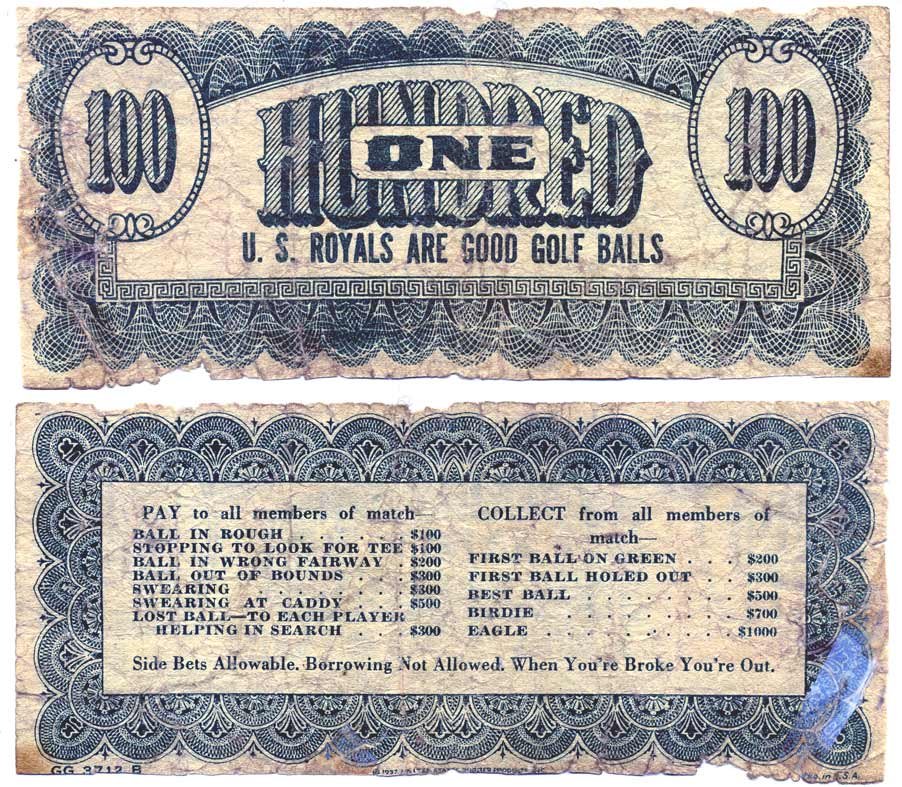 100
HUNDRED
ONE
100
U. S. ROYALS ARE GOOD GOLF BALLS
PAY to all members of match—
BALL IN ROUGH . . . . . . $100
STOPPING TO LOOK FOR TEE $100
BALL IN WRONG FAIRWAY . $200
BALL OUT OF BOUNDS . . . $300
SWEARING . . . . . . . . $300
SWEARING AT CADDY . . . . $500
LOST BALL—TO EACH PLAYER
HELPING IN SEARCH . . . $300
COLLECT from all members of
match—
FIRST BALL ON GREEN . . . $200
FIRST BALL HOLED OUT . . . $300
BEST BALL . . . . . . . . $500
BIRDIE . . . . . . . . . $700
EAGLE . . . . . . . . . $1000
Side Bets Allowable. Borrowing Not Allowed. When You're Broke You're Out.
GG 3712 B
1937
PRODUCTS
in U.S.A.